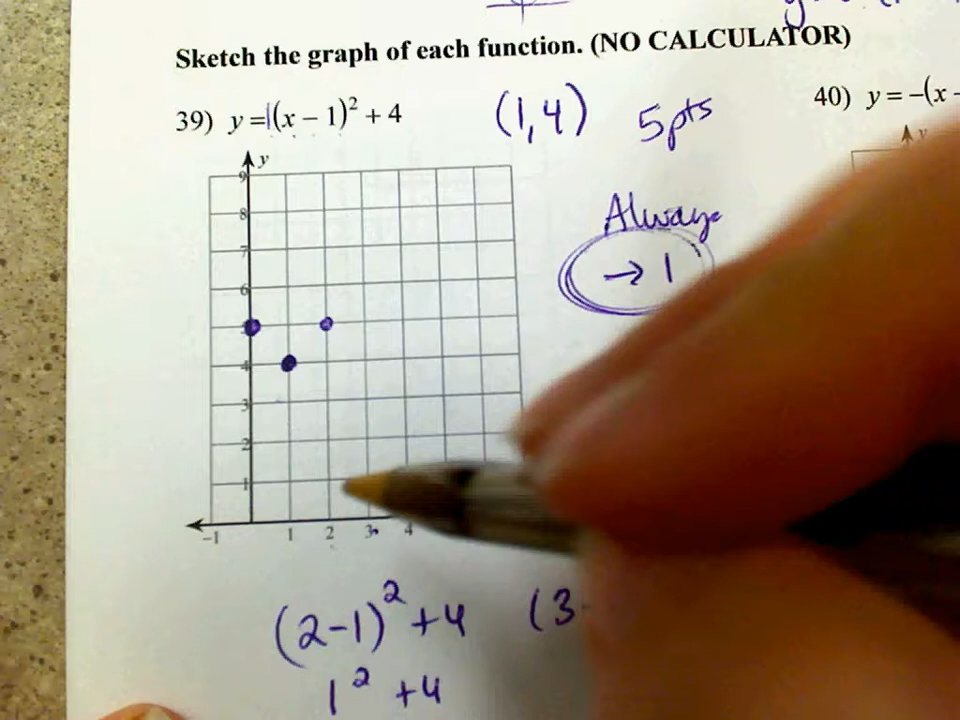 Sketch the graph of each function. (NO CALCULATOR)
39) y =1(x − 1)² + 4
(1,4)
5pts
40) y = −(x −
Always
→ 1
y
y
9
8
7
6
4
3
2
1
−1 1 2 3 4
(2-1)² +4
(3-
1² +4